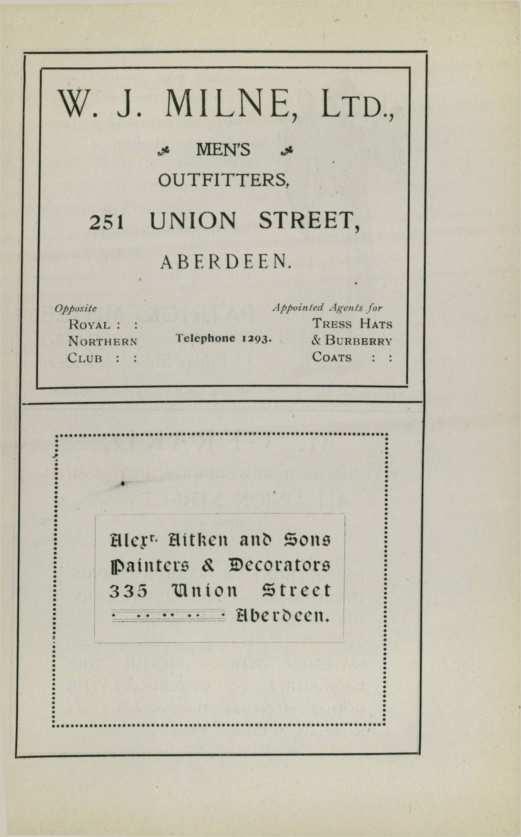 W. J. MILNE, LTD.,
MEN'S
OUTFITTERS,
251 UNION STREET,
ABERDEEN.
Opposite
ROYAL : :
NORTHERN
CLUB : :
Telephone 1293.
Appointed Agents for
TRESS HATS
& BURBERRY
COATS : :
Alexr. Aitken and Sons
Painters & Decorators
335 Union Street
Aberdeen.